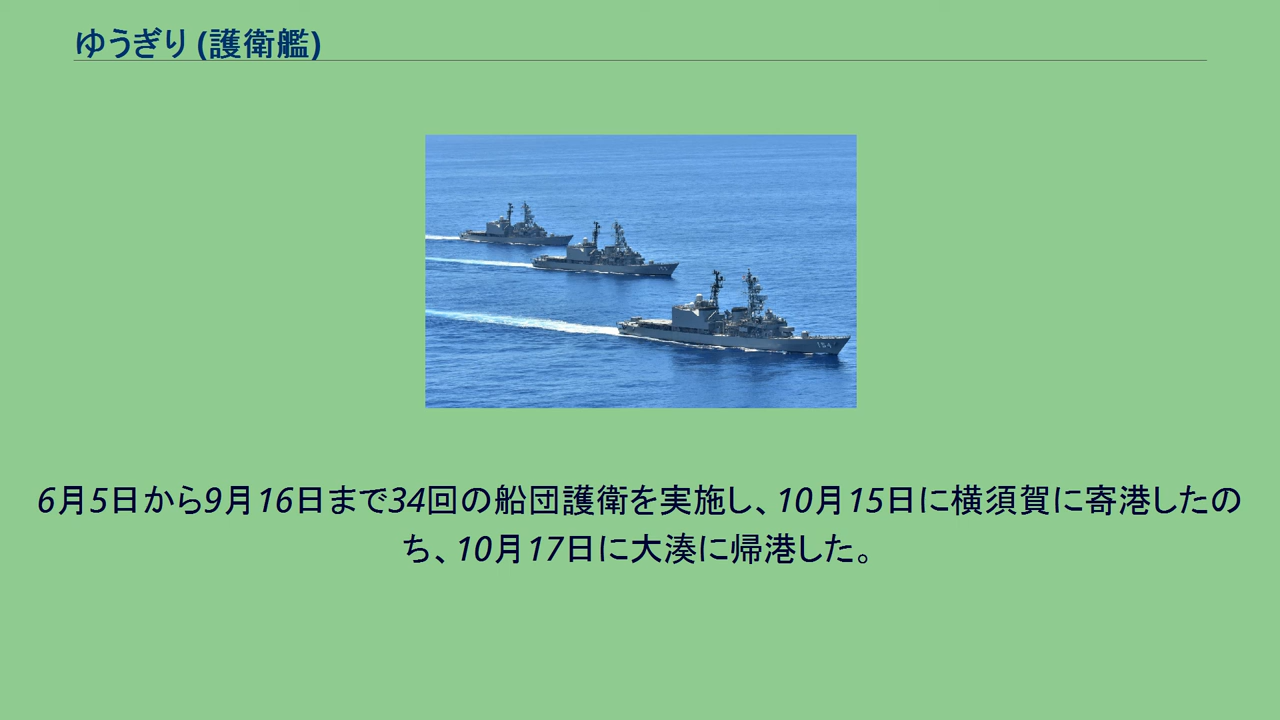 ゆうぎり (護衛艦)
154
6月5日から9月16日まで34回の船団護衛を実施し、10月15日に横須賀に寄港したの
ち、10月17日に大湊に帰港した。